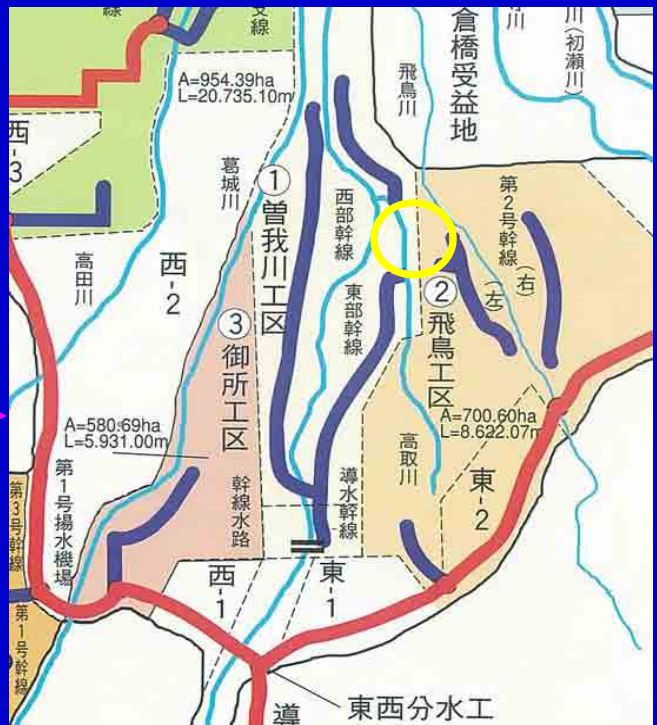 線
支線
A=954.39ha
L=20.735.10m
西-3
葛城川
西-2
高田川
①曽我川工区
西部幹線
東部幹線
飛鳥川
倉橋受益地
川(初瀬川)
第2号幹線(右)
(左)
②飛鳥工区
A=700.60ha
L=8.622.07m
③御所工区
A=580.69ha
L=5.931.00m
高取川
東-2
第3号幹線
第1号揚水機場
幹線水路
導水幹線
西-1
東-1
第1号幹線
導
東西分水工